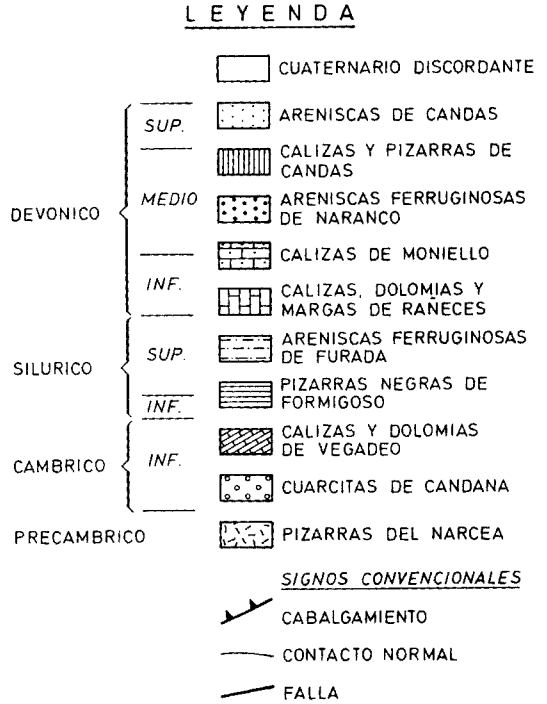 LEYENDA
CUATERNARIO DISCORDANTE
DEVONICO
SUP.
ARENISCAS DE CANDAS
MEDIO
CALIZAS Y PIZARRAS DE
CANDAS
ARENISCAS FERRUGINOSAS
DE NARANCO
CALIZAS DE MONIELLO
INF.
CALIZAS, DOLOMIAS Y
MARGAS DE RAÑECES
SILURICO
SUP.
ARENISCAS FERRUGINOSAS
DE FURADA
INF.
PIZARRAS NEGRAS DE
FORMIGOSO
CAMBRICO
INF.
CALIZAS Y DOLOMIAS
DE VEGADEO
CUARCITAS DE CANDANA
PRECAMBRICO
PIZARRAS DEL NARCEA
SIGNOS CONVENCIONALES
CABALGAMIENTO
CONTACTO NORMAL
FALLA